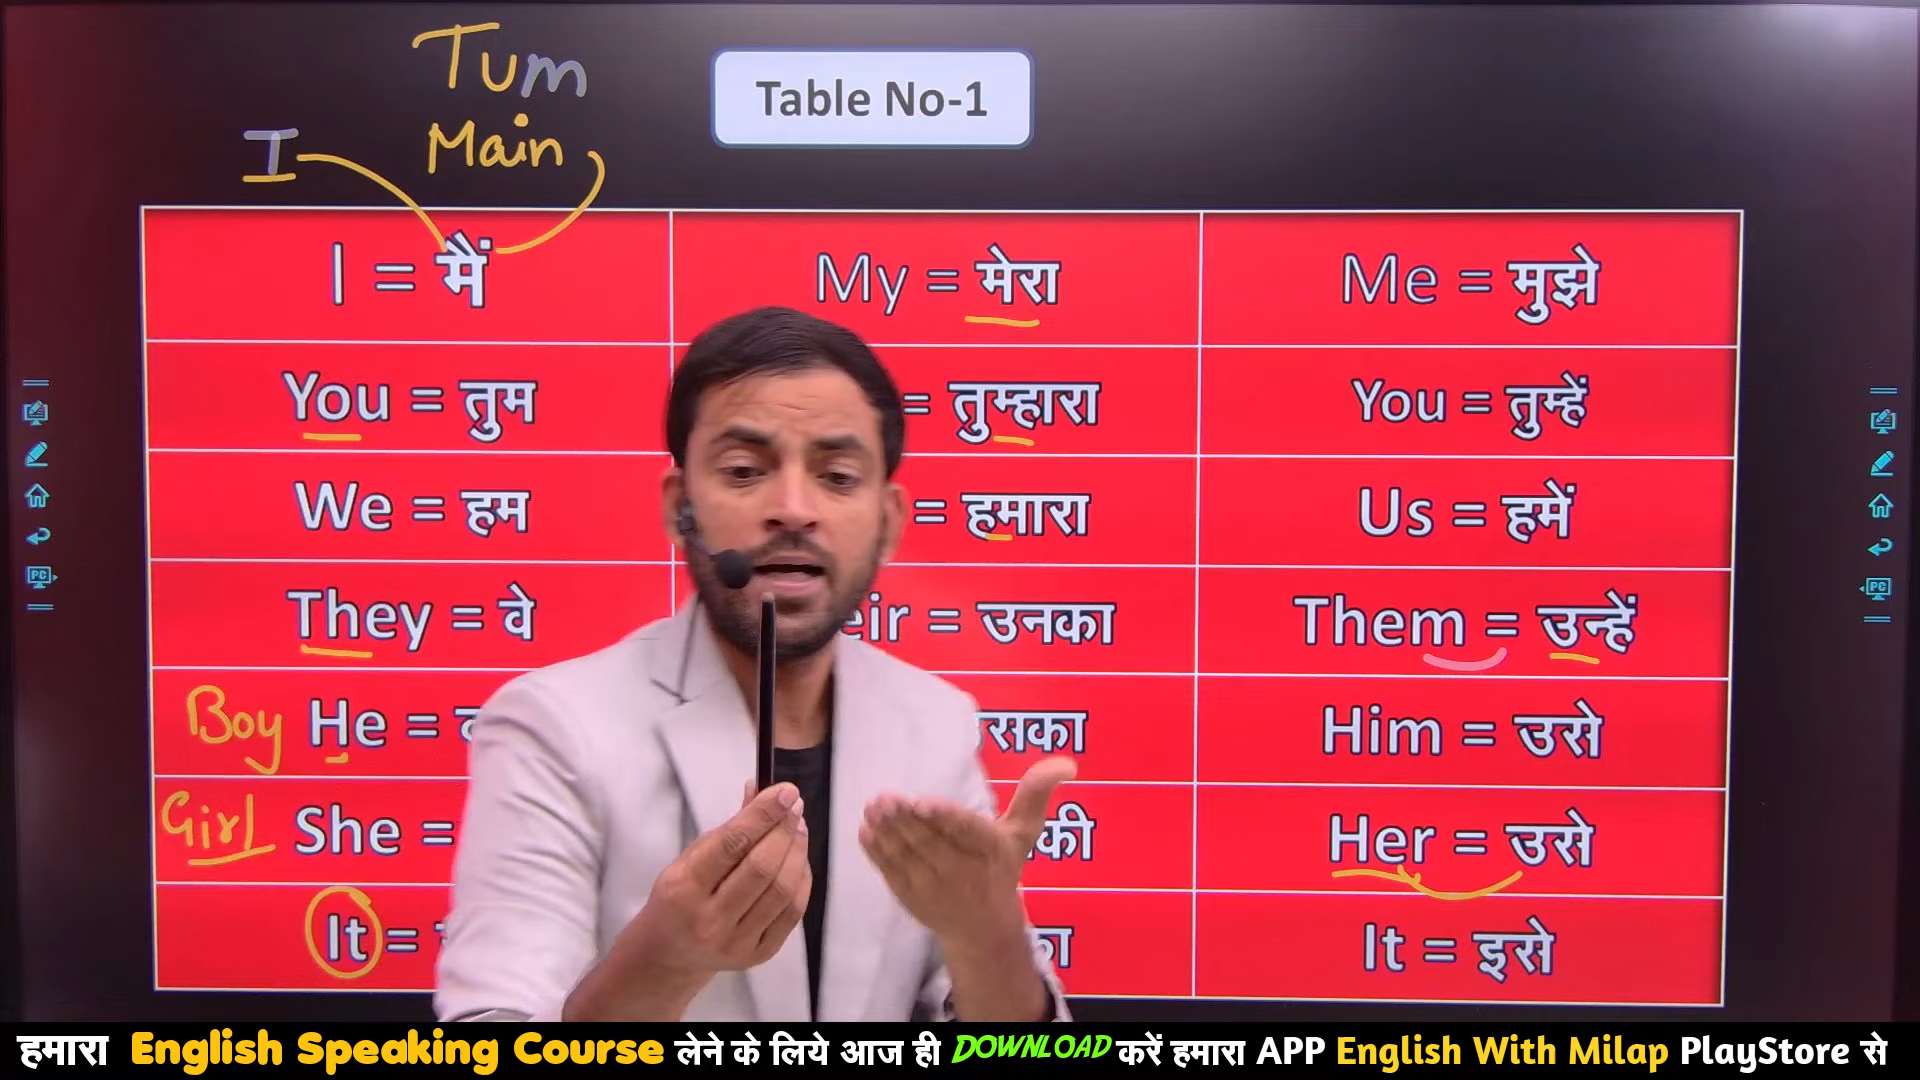 Tum
Table No-1
I
Main
I = मैं
My = मेरा
Me = मुझे
You = तुम
= तुम्हारा
You = तुम्हें
We = हम
= हमारा
Us = हमें
They = वे
eir = उनका
Them = उन्हें
Boy
He =
सका
Him = उसे
Girl
She =
की
Her = उसे
It =
का
It = इसे
हमारा English Speaking Course लेने के लिये आज ही DOWNLOAD करें हमारा APP English With Milap PlayStore से